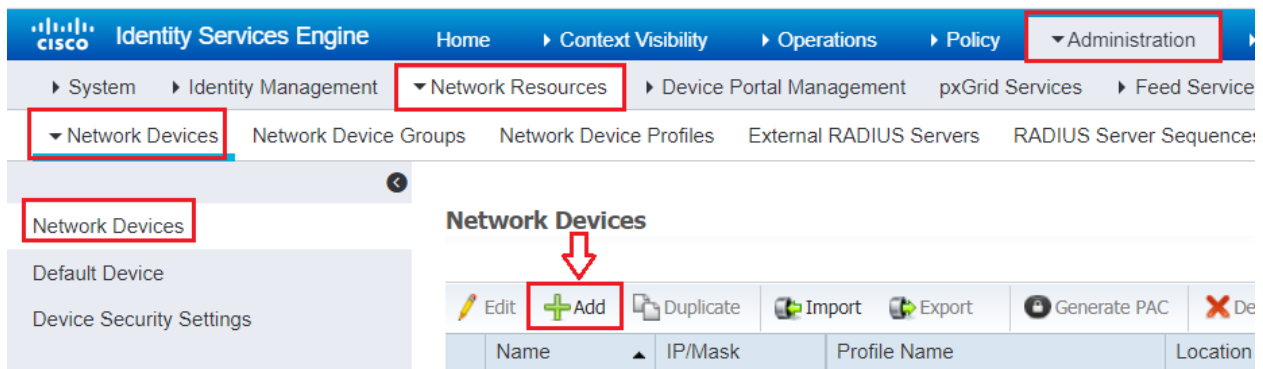 CISCO Identity Services Engine Home Context Visibility Operations Policy Administration
System Identity Management Network Resources Device Portal Management pxGrid Services Feed Service
Network Devices Network Device Groups Network Device Profiles External RADIUS Servers RADIUS Server Sequences
Network Devices
Default Device
Device Security Settings
Network Devices
Edit Add Duplicate Import Export Generate PAC De
Name IP/Mask Profile Name Location